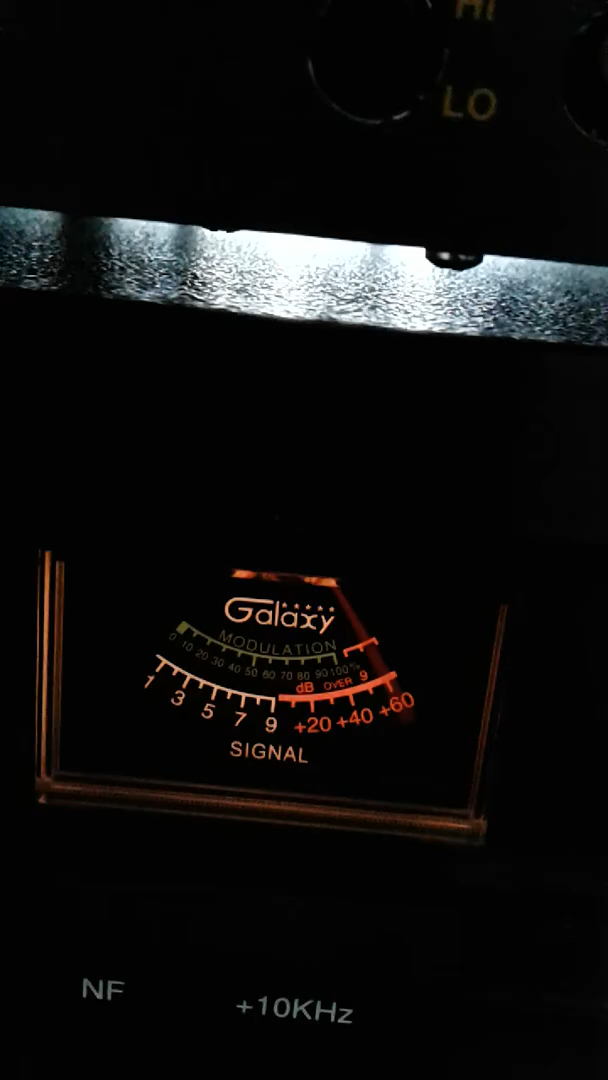 HI
LO
Galaxy
MODULATION
0 10 20 30 40 50 60 70 80 90 100%
dB OVER 9
1 3 5 7 9 +20 +40 +60
SIGNAL
NF +10KHz